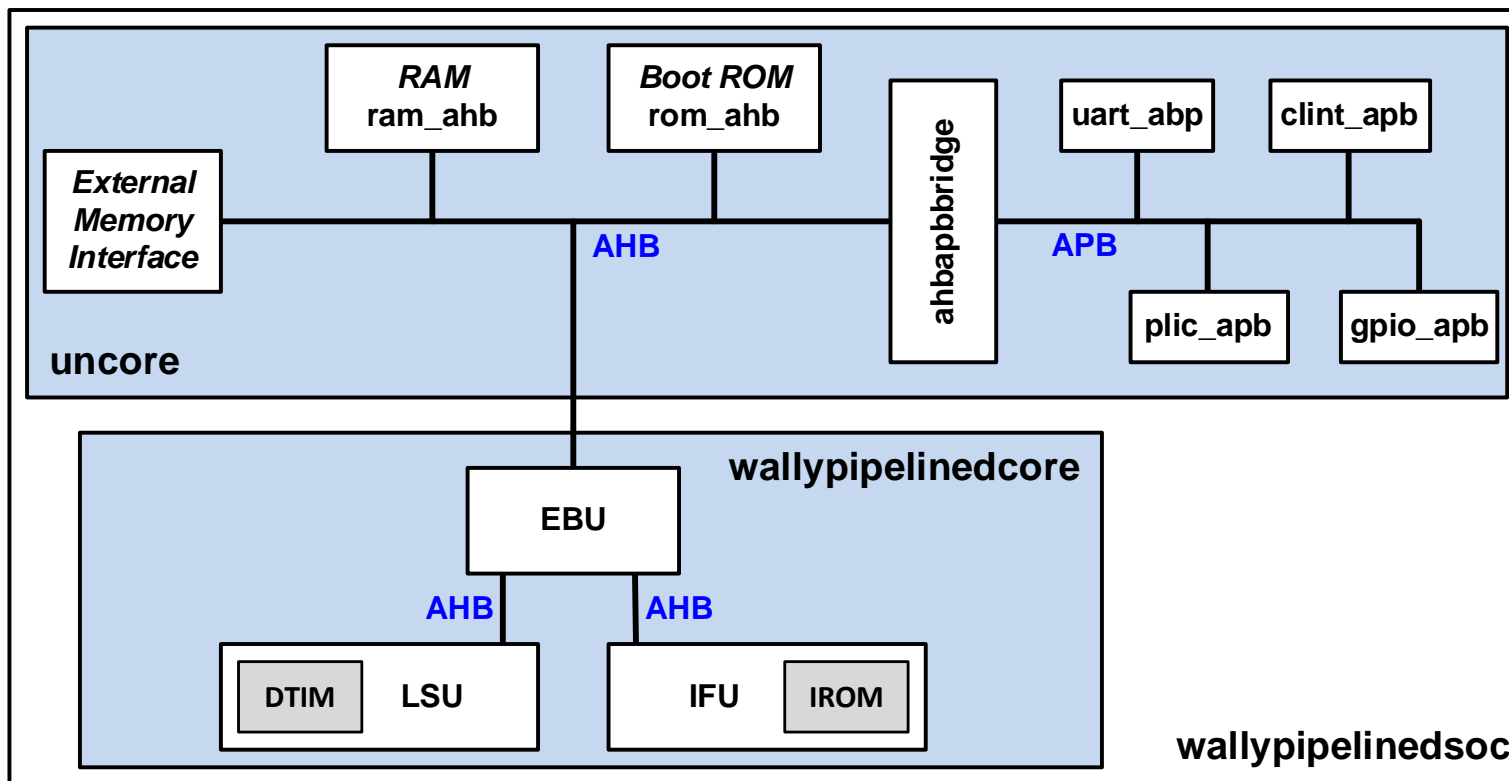 RAM
ram_ahb
Boot ROM
rom_ahb
External
Memory
Interface
ahbapbbridge
uart_abp
clint_apb
AHB
APB
plic_apb
gpio_apb
uncore
wallypipelinedcore
EBU
AHB
AHB
DTIM
LSU
IFU
IROM
wallypipelinedsoc